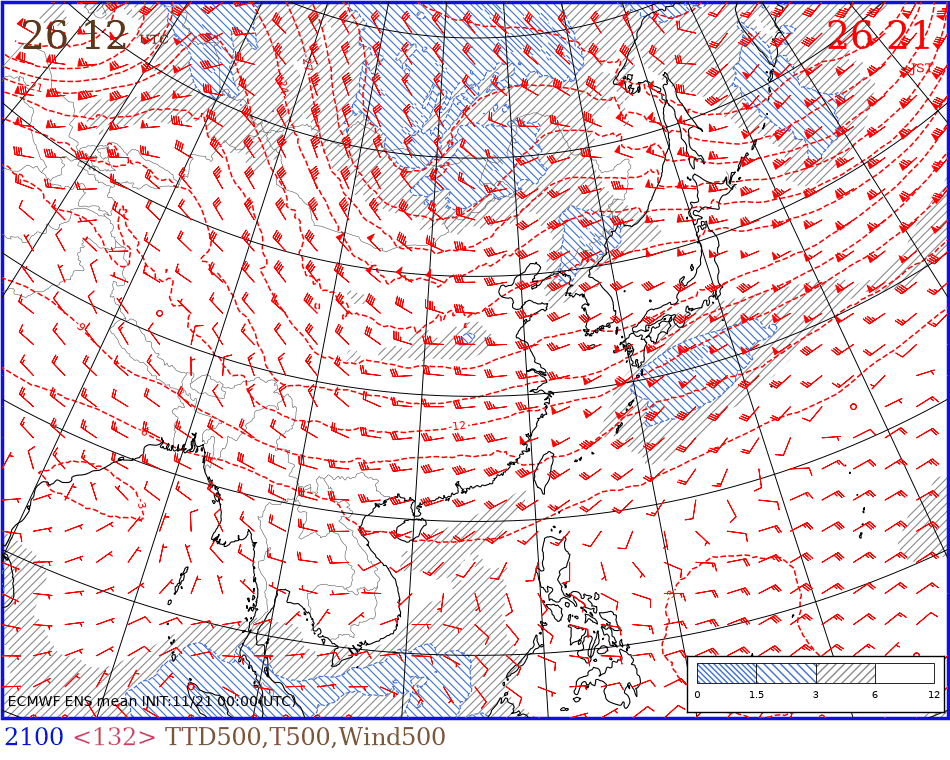 26 12 UTC 26 21 JST
-12
ECMWF ENS mean INIT:11/21 00:00(UTC)
0 1.5 3 6 12
2100 <132> TTD500,T500,Wind500